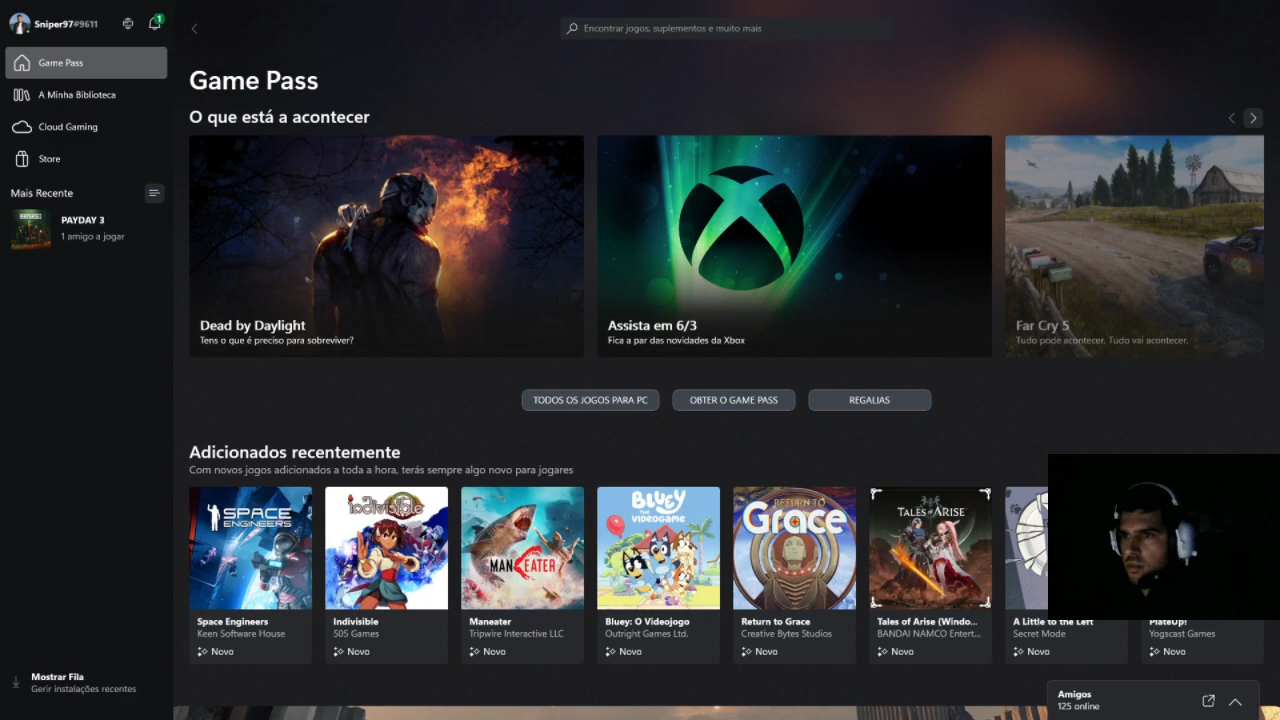 Sniper97#9611
1
Encontrar jogos, suplementos e muito mais
Game Pass
A Minha Biblioteca
Cloud Gaming
Store
Mais Recente
PAYDAY 3
1 amigo a jogar
Game Pass
O que está a acontecer
Dead by Daylight
Tens o que é preciso para sobreviver?
Assista em 6/3
Fica a par das novidades da Xbox
Far Cry 5
Tudo pode acontecer. Tudo vai acontecer.
TODOS OS JOGOS PARA PC
OBTER O GAME PASS
REGALIAS
Adicionados recentemente
Com novos jogos adicionados a toda a hora, terás sempre algo novo para jogares
SPACE
ENGINEERS
Indivisible
MANEATER
BLUEY
THE
VIDEOGAME
RETURN TO
Grace
TALES OF ARISE
Space Engineers
Keen Software House
Novo
Indivisible
505 Games
Novo
Maneater
Tripwire Interactive LLC
Novo
Bluey: O Videojogo
Outright Games Ltd.
Novo
Return to Grace
Creative Bytes Studios
Novo
Tales of Arise (Windo...
BANDAI NAMCO Entert...
Novo
A Little to the Left
Secret Mode
Novo
PlateUp!
Yogscast Games
Novo
Mostrar Fila
Gerir instalações recentes
Amigos
125 online